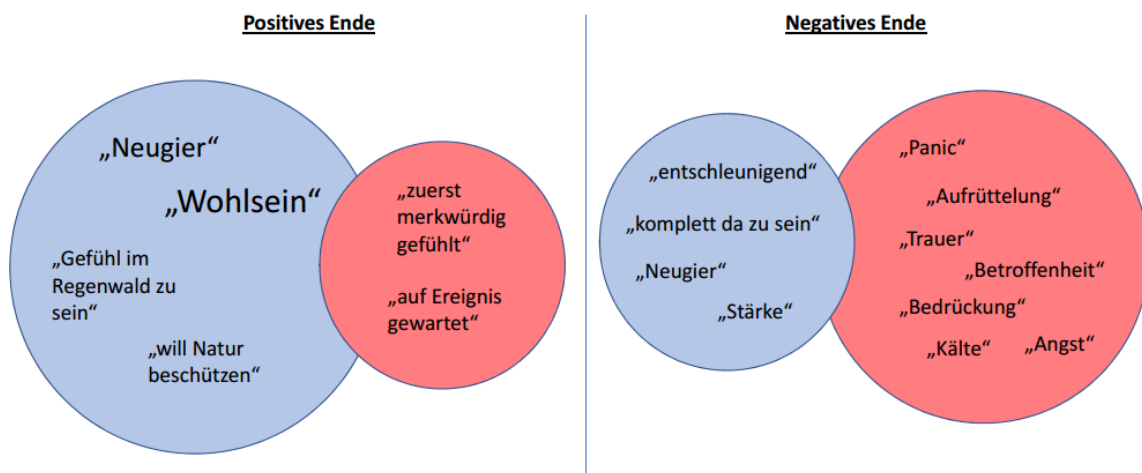 Positives Ende
„Neugier“
„Wohlsein“
„Gefühl im
Regenwald zu
sein“
„will Natur
beschützen“
„zuerst
merkwürdig
gefühlt“
„auf Ereignis
gewartet“
Negatives Ende
„entschleunigend“
„komplett da zu sein“
„Neugier“
„Stärke“
„Panic“
„Aufrüttelung“
„Trauer“
„Betroffenheit“
„Bedrückung“
„Kälte“
„Angst“